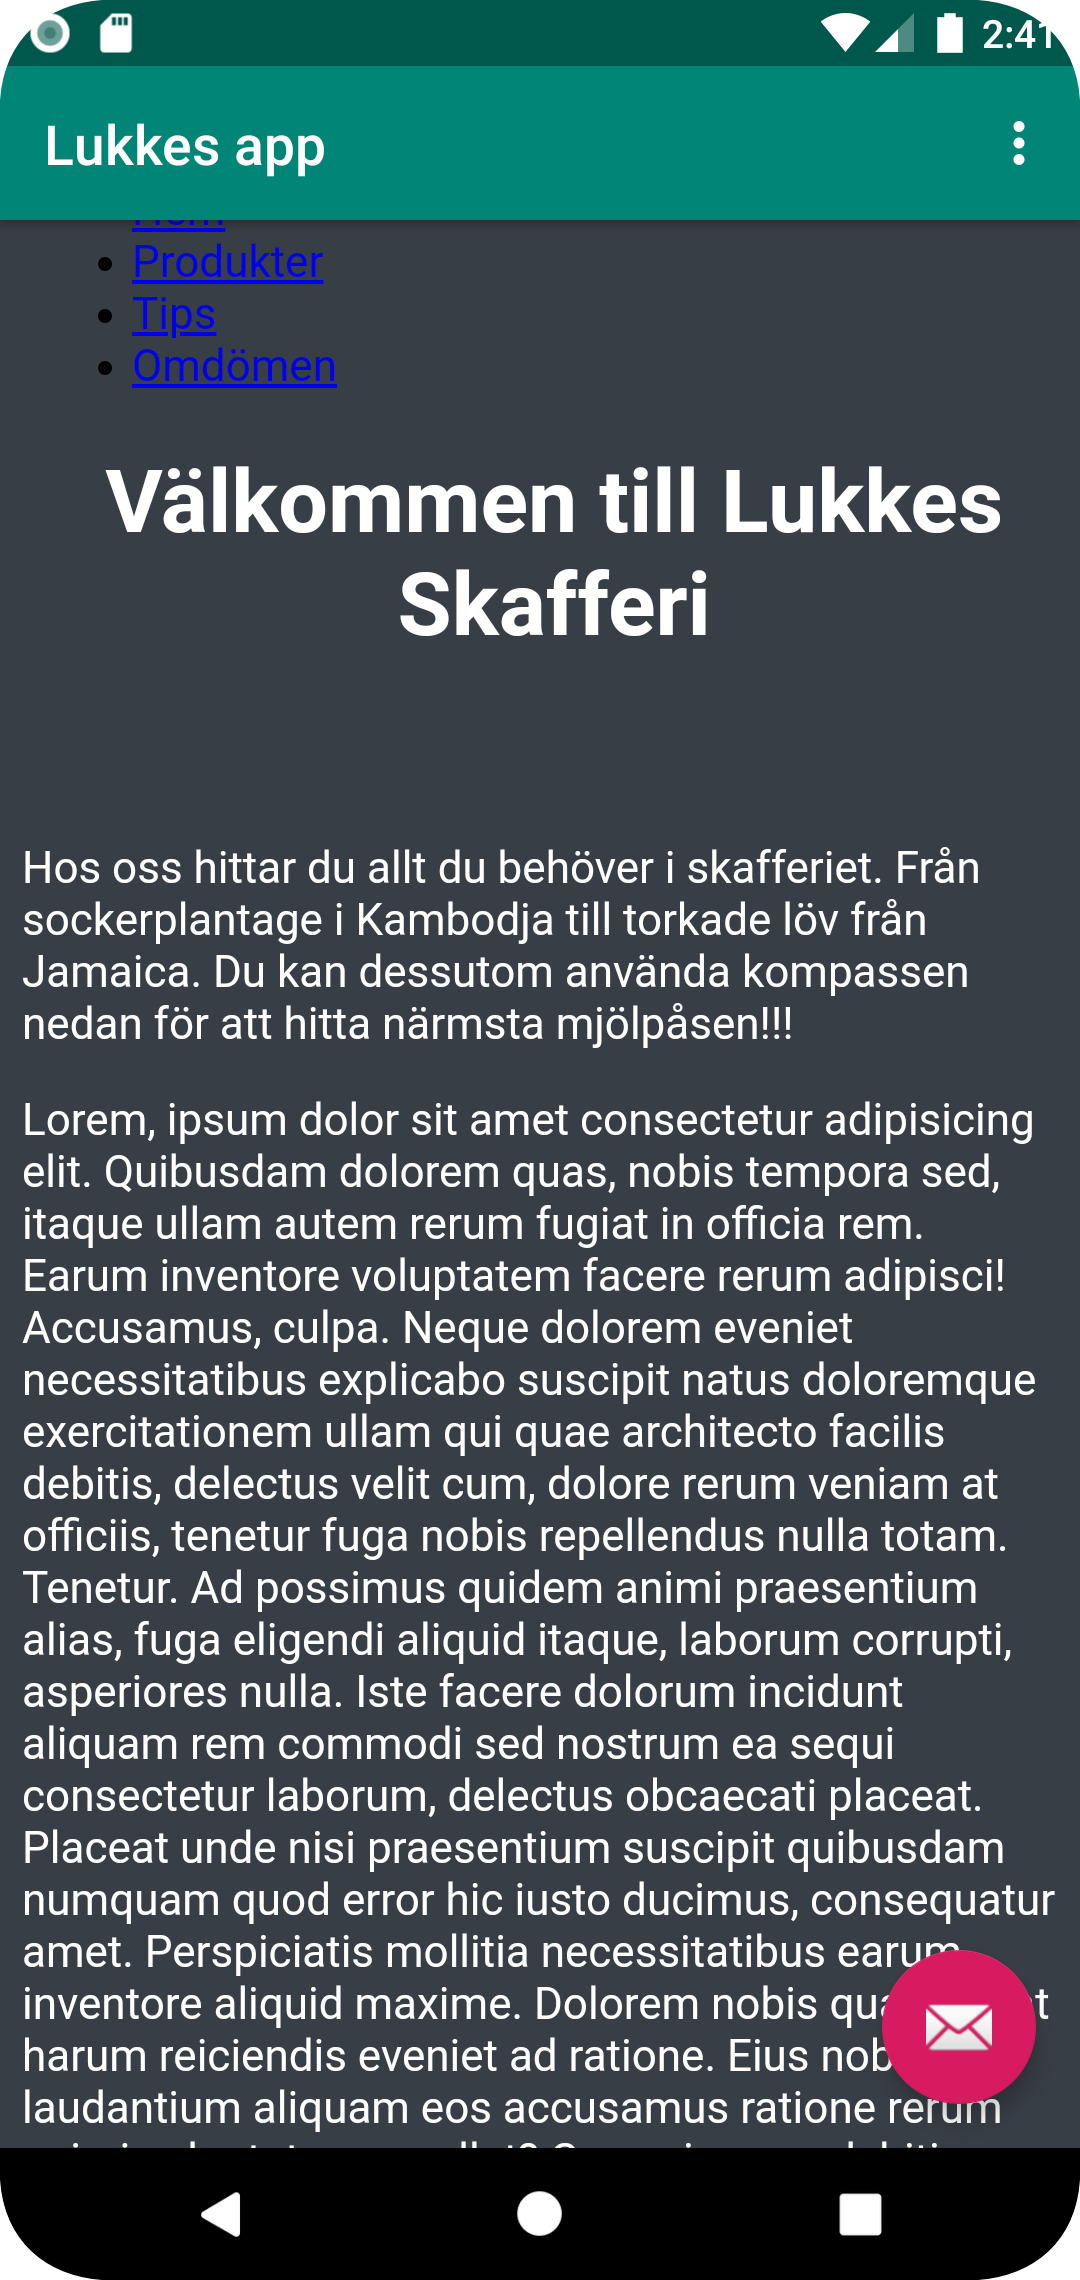 2:41
Lukkes app
Hem
Produkter
Tips
Omdömen
Välkommen till Lukkes
Skafferi
Hos oss hittar du allt du behöver i skafferiet. Från
sockerplantage i Kambodja till torkade löv från
Jamaica. Du kan dessutom använda kompassen
nedan för att hitta närmsta mjölpåsen!!!
Lorem, ipsum dolor sit amet consectetur adipisicing
elit. Quibusdam dolorem quas, nobis tempora sed,
itaque ullam autem rerum fugiat in officia rem.
Earum inventore voluptatem facere rerum adipisci!
Accusamus, culpa. Neque dolorem eveniet
necessitatibus explicabo suscipit natus doloremque
exercitationem ullam qui quae architecto facilis
debitis, delectus velit cum, dolore rerum veniam at
officiis, tenetur fuga nobis repellendus nulla totam.
Tenetur. Ad possimus quidem animi praesentium
alias, fuga eligendi aliquid itaque, laborum corrupti,
asperiores nulla. Iste facere dolorum incidunt
aliquam rem commodi sed nostrum ea sequi
consectetur laborum, delectus obcaecati placeat.
Placeat unde nisi praesentium suscipit quibusdam
numquam quod error hic iusto ducimus, consequatur
amet. Perspiciatis mollitia necessitatibus earum
inventore aliquid maxime. Dolorem nobis
harum reiciendis eveniet ad ratione. Eius
laudantium aliquam eos accusamus ratione rerum